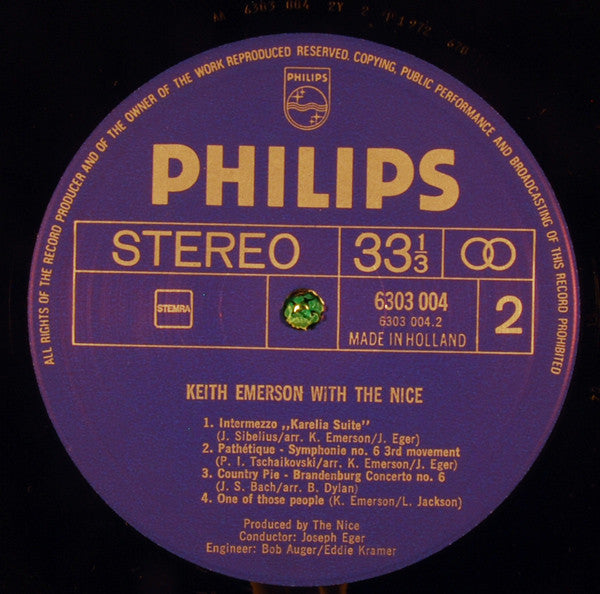 AA 6303 004 2Y 2 1972 670
ALL RIGHTS OF THE RECORD PRODUCER AND OF THE OWNER OF THE WORK REPRODUCED RESERVED. COPYING, PUBLIC PERFORMANCE AND BROADCASTING OF THIS RECORD PROHIBITED
PHILIPS
PHILIPS
STEREO
33 1/3
STEMRA
6303 004
6303 004.2
MADE IN HOLLAND
2
KEITH EMERSON WiTH THE NICE
1. Intermezzo „Karelia Suite"
(J. Sibelius/arr. K. Emerson/J. Eger)
2. Pathétique - Symphonie no. 6 3rd movement
(P. I. Tschaikovski/arr. K. Emerson/J. Eger)
3. Country Pie - Brandenburg Concerto no. 6
(J. S. Bach/arr. B. Dylan)
4. One of those people (K. Emerson/L. Jackson)
Produced by The Nice
Conductor: Joseph Eger
Engineer: Bob Auger/Eddie Kramer